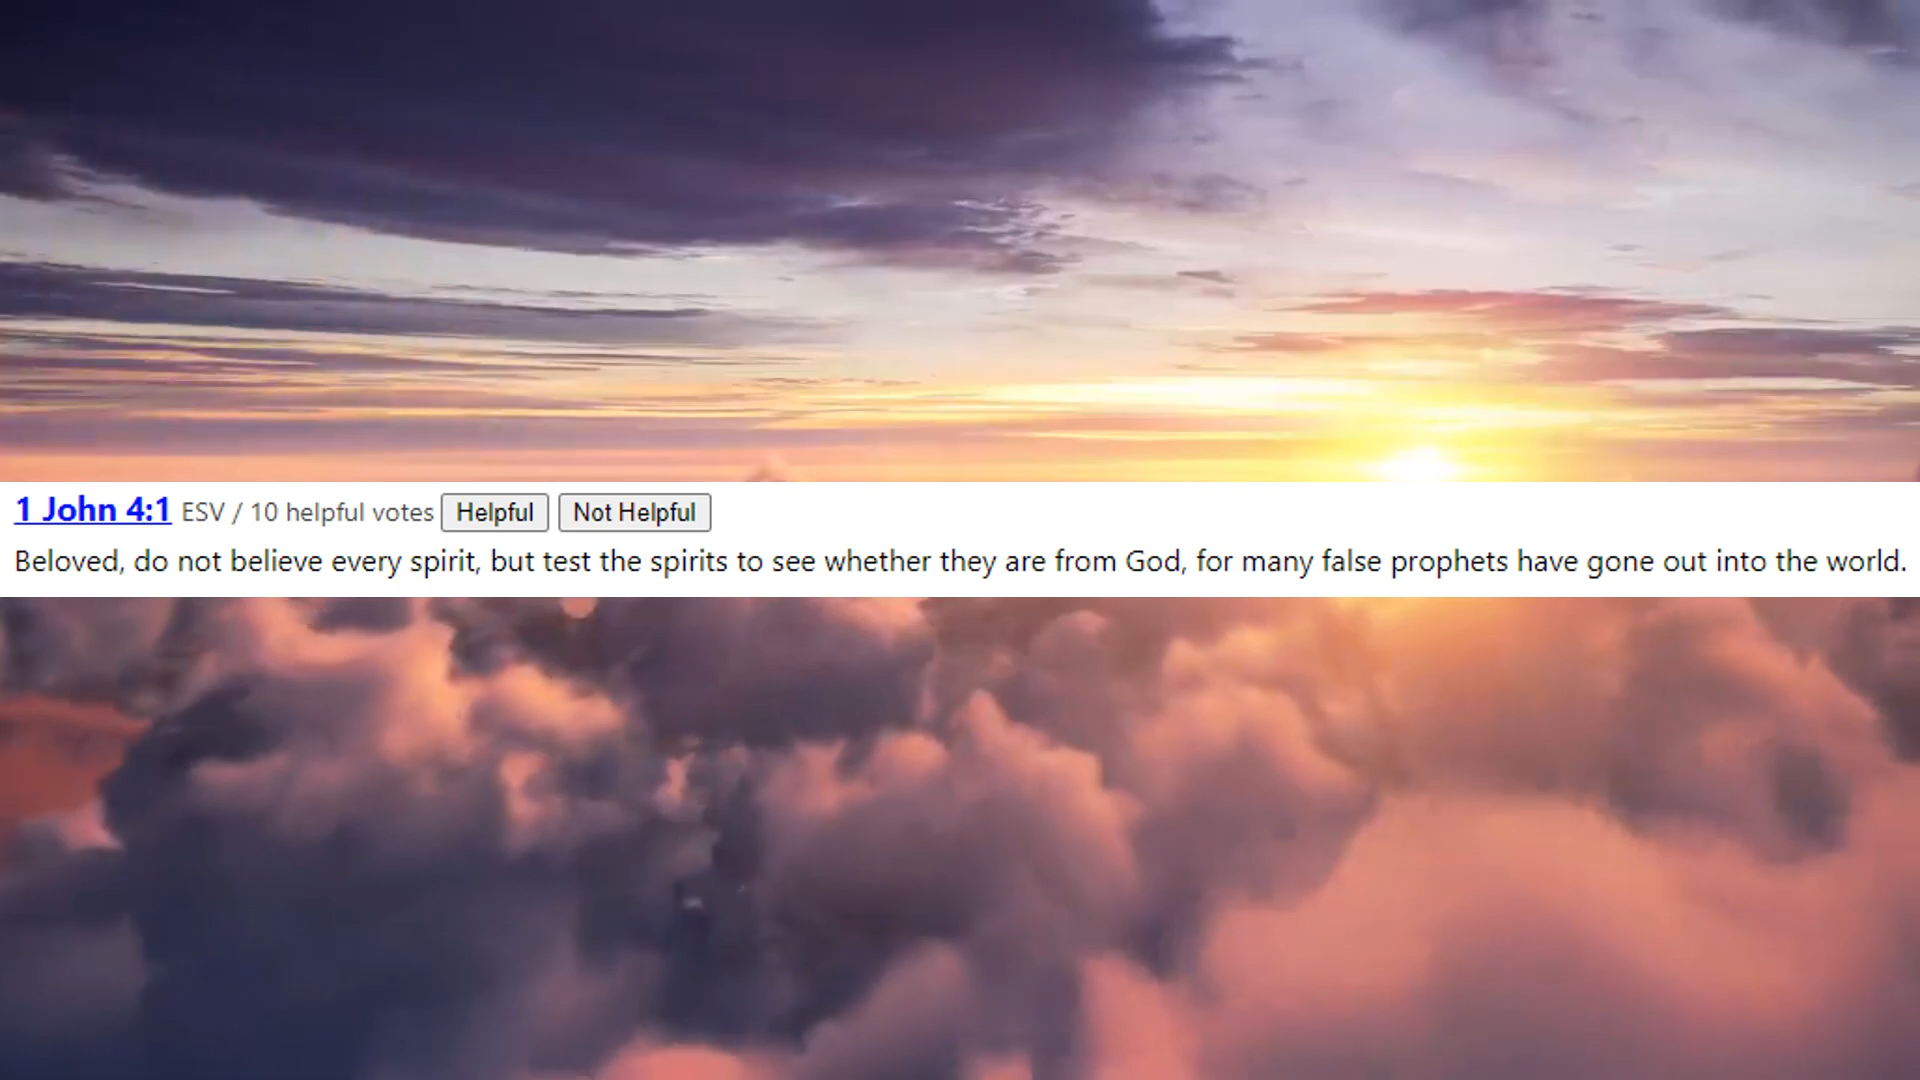 1 John 4:1 ESV / 10 helpful votes Helpful Not Helpful
Beloved, do not believe every spirit, but test the spirits to see whether they are from God, for many false prophets have gone out into the world.